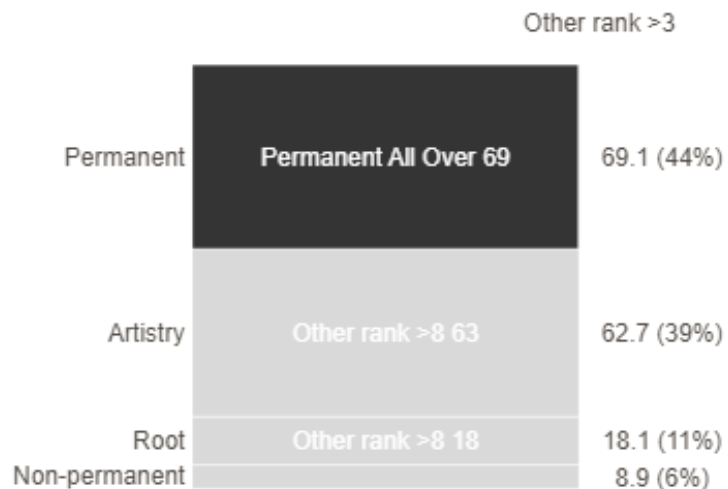 Other rank >3
Permanent Permanent All Over 69 69.1 (44%)
Artistry Other rank >8 63 62.7 (39%)
Root Other rank >8 18 18.1 (11%)
Non-permanent 8.9 (6%)